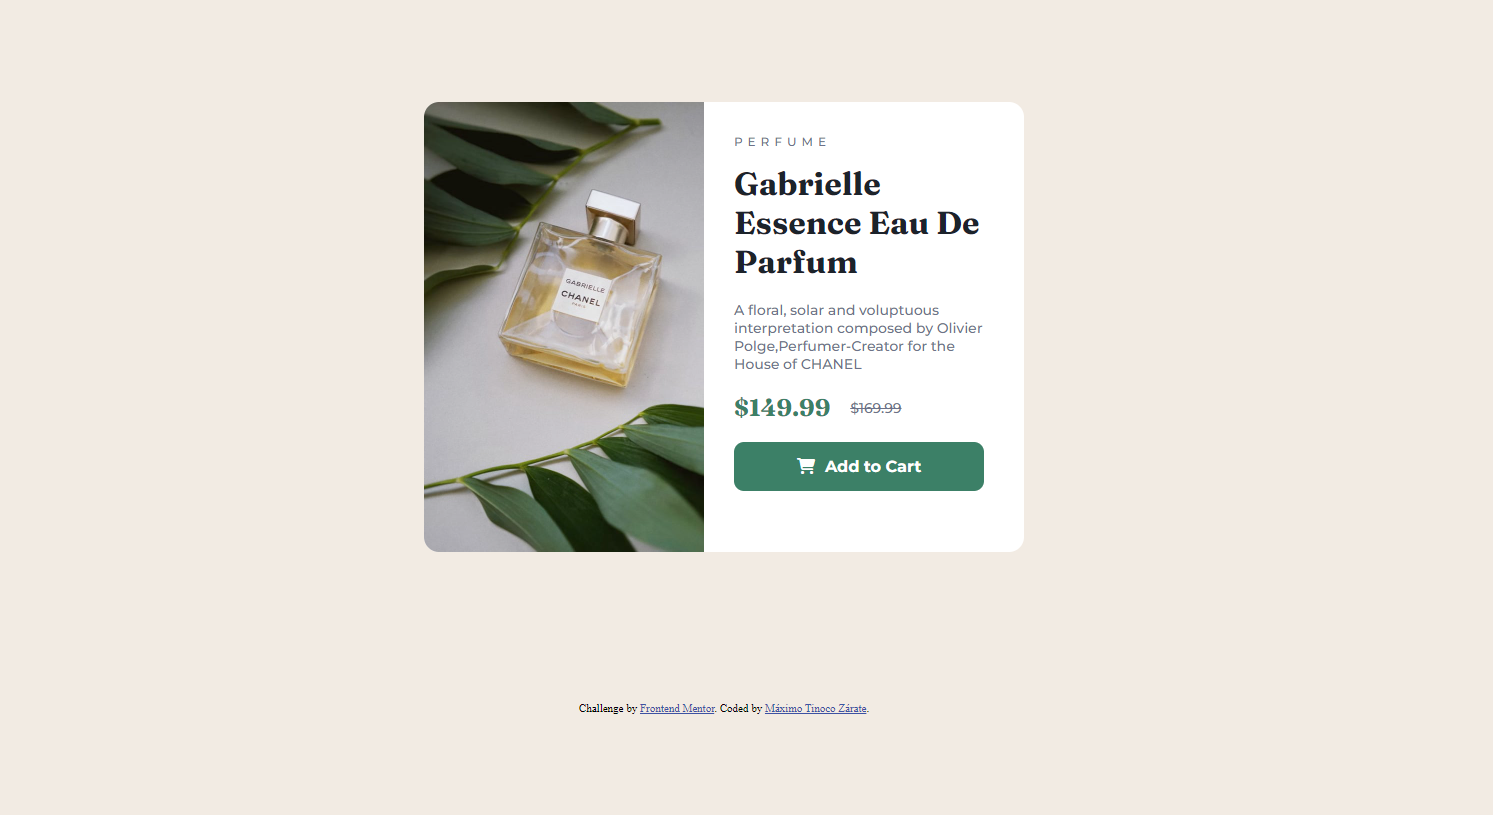 PERFUME
Gabrielle
Essence Eau De
Parfum
A floral, solar and voluptuous
interpretation composed by Olivier
Polge,Perfumer-Creator for the
House of CHANEL
$149.99 $169.99
Add to Cart
GABRIELLE
CHANEL
PARIS
Challenge by Frontend Mentor. Coded by Máximo Tinoco Zárate.